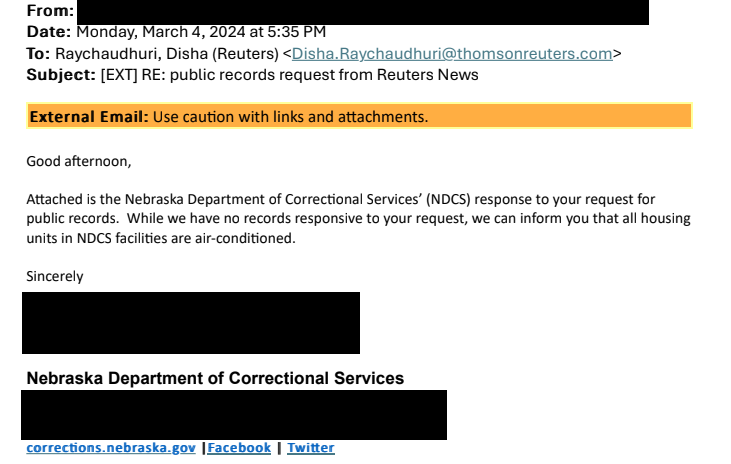 From:
Date: Monday, March 4, 2024 at 5:35 PM
To: Raychaudhuri, Disha (Reuters) <Disha.Raychaudhuri@thomsonreuters.com>
Subject: [EXT] RE: public records request from Reuters News
External Email: Use caution with links and attachments.
Good afternoon,
Attached is the Nebraska Department of Correctional Services’ (NDCS) response to your request for
public records.  While we have no records responsive to your request, we can inform you that all housing
units in NDCS facilities are air-conditioned.
Sincerely
Nebraska Department of Correctional Services
corrections.nebraska.gov |Facebook | Twitter